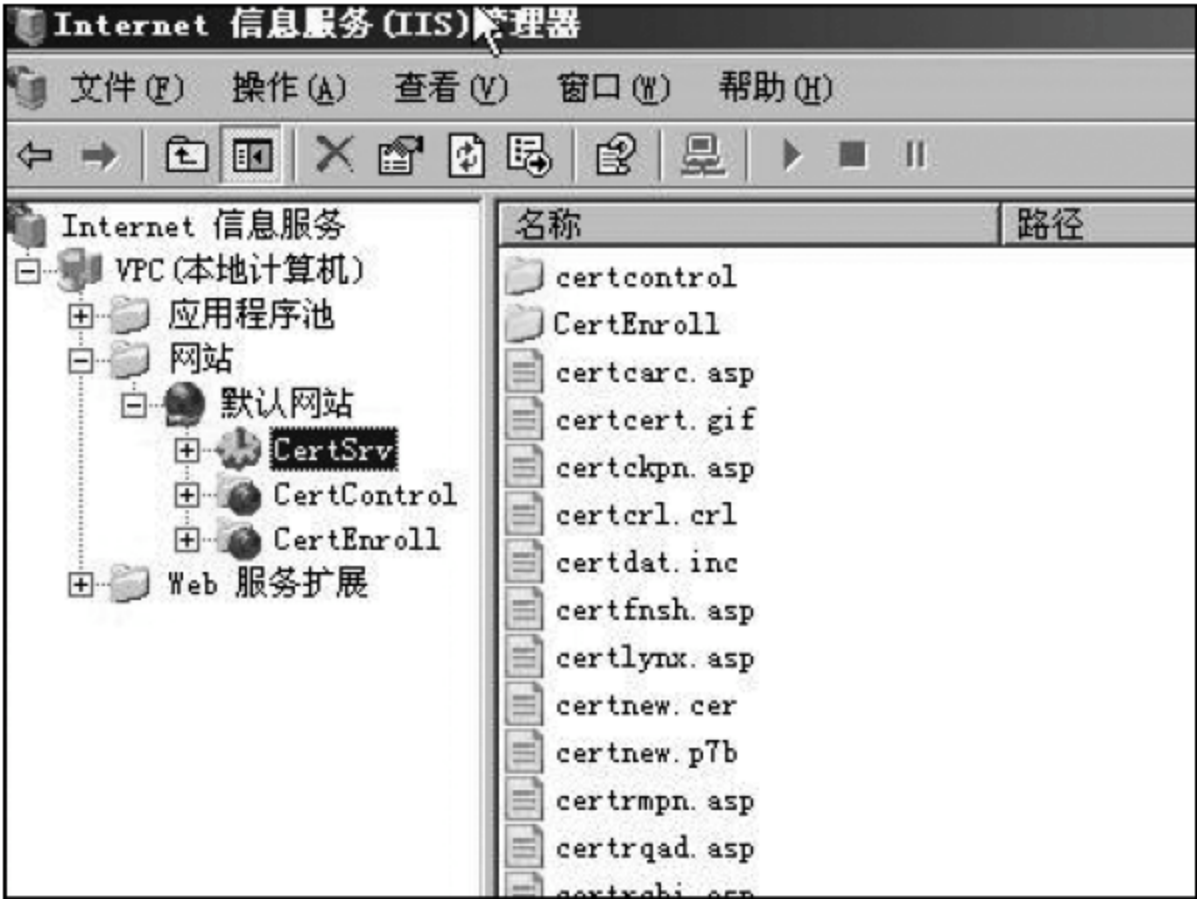 Internet 信息服务(IIS)管理器
文件(F) 操作(A) 查看(V) 窗口(W) 帮助(H)
Internet 信息服务
VPC(本地计算机)
应用程序池
网站
默认网站
CertSrv
CertControl
CertEnroll
Web 服务扩展
名称 路径
certcontrol
CertEnroll
certcarc.asp
certcert.gif
certckpn.asp
certcrl.crl
certdat.inc
certfnsh.asp
certlynx.asp
certnew.cer
certnew.p7b
certrmpn.asp
certrqad.asp